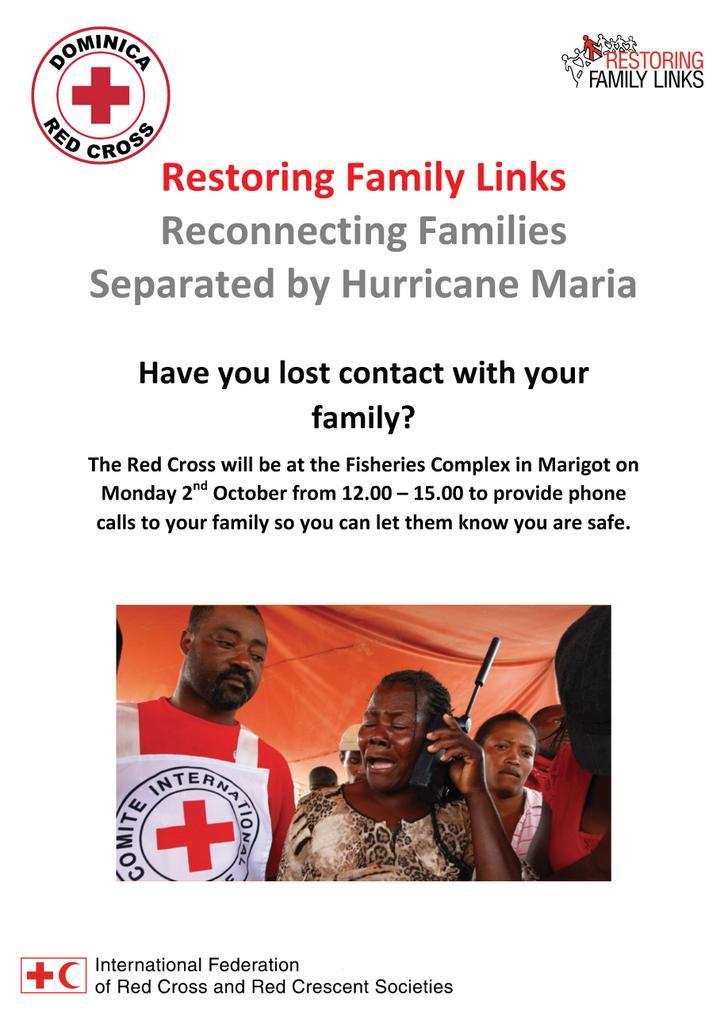 DOMINICA
RED CROSS
RESTORING
FAMILY LINKS
Restoring Family Links
Reconnecting Families
Separated by Hurricane Maria
Have you lost contact with your
family?
The Red Cross will be at the Fisheries Complex in Marigot on
Monday 2nd October from 12.00 – 15.00 to provide phone
calls to your family so you can let them know you are safe.
COMITE INTERNATIONAL
International Federation
of Red Cross and Red Crescent Societies